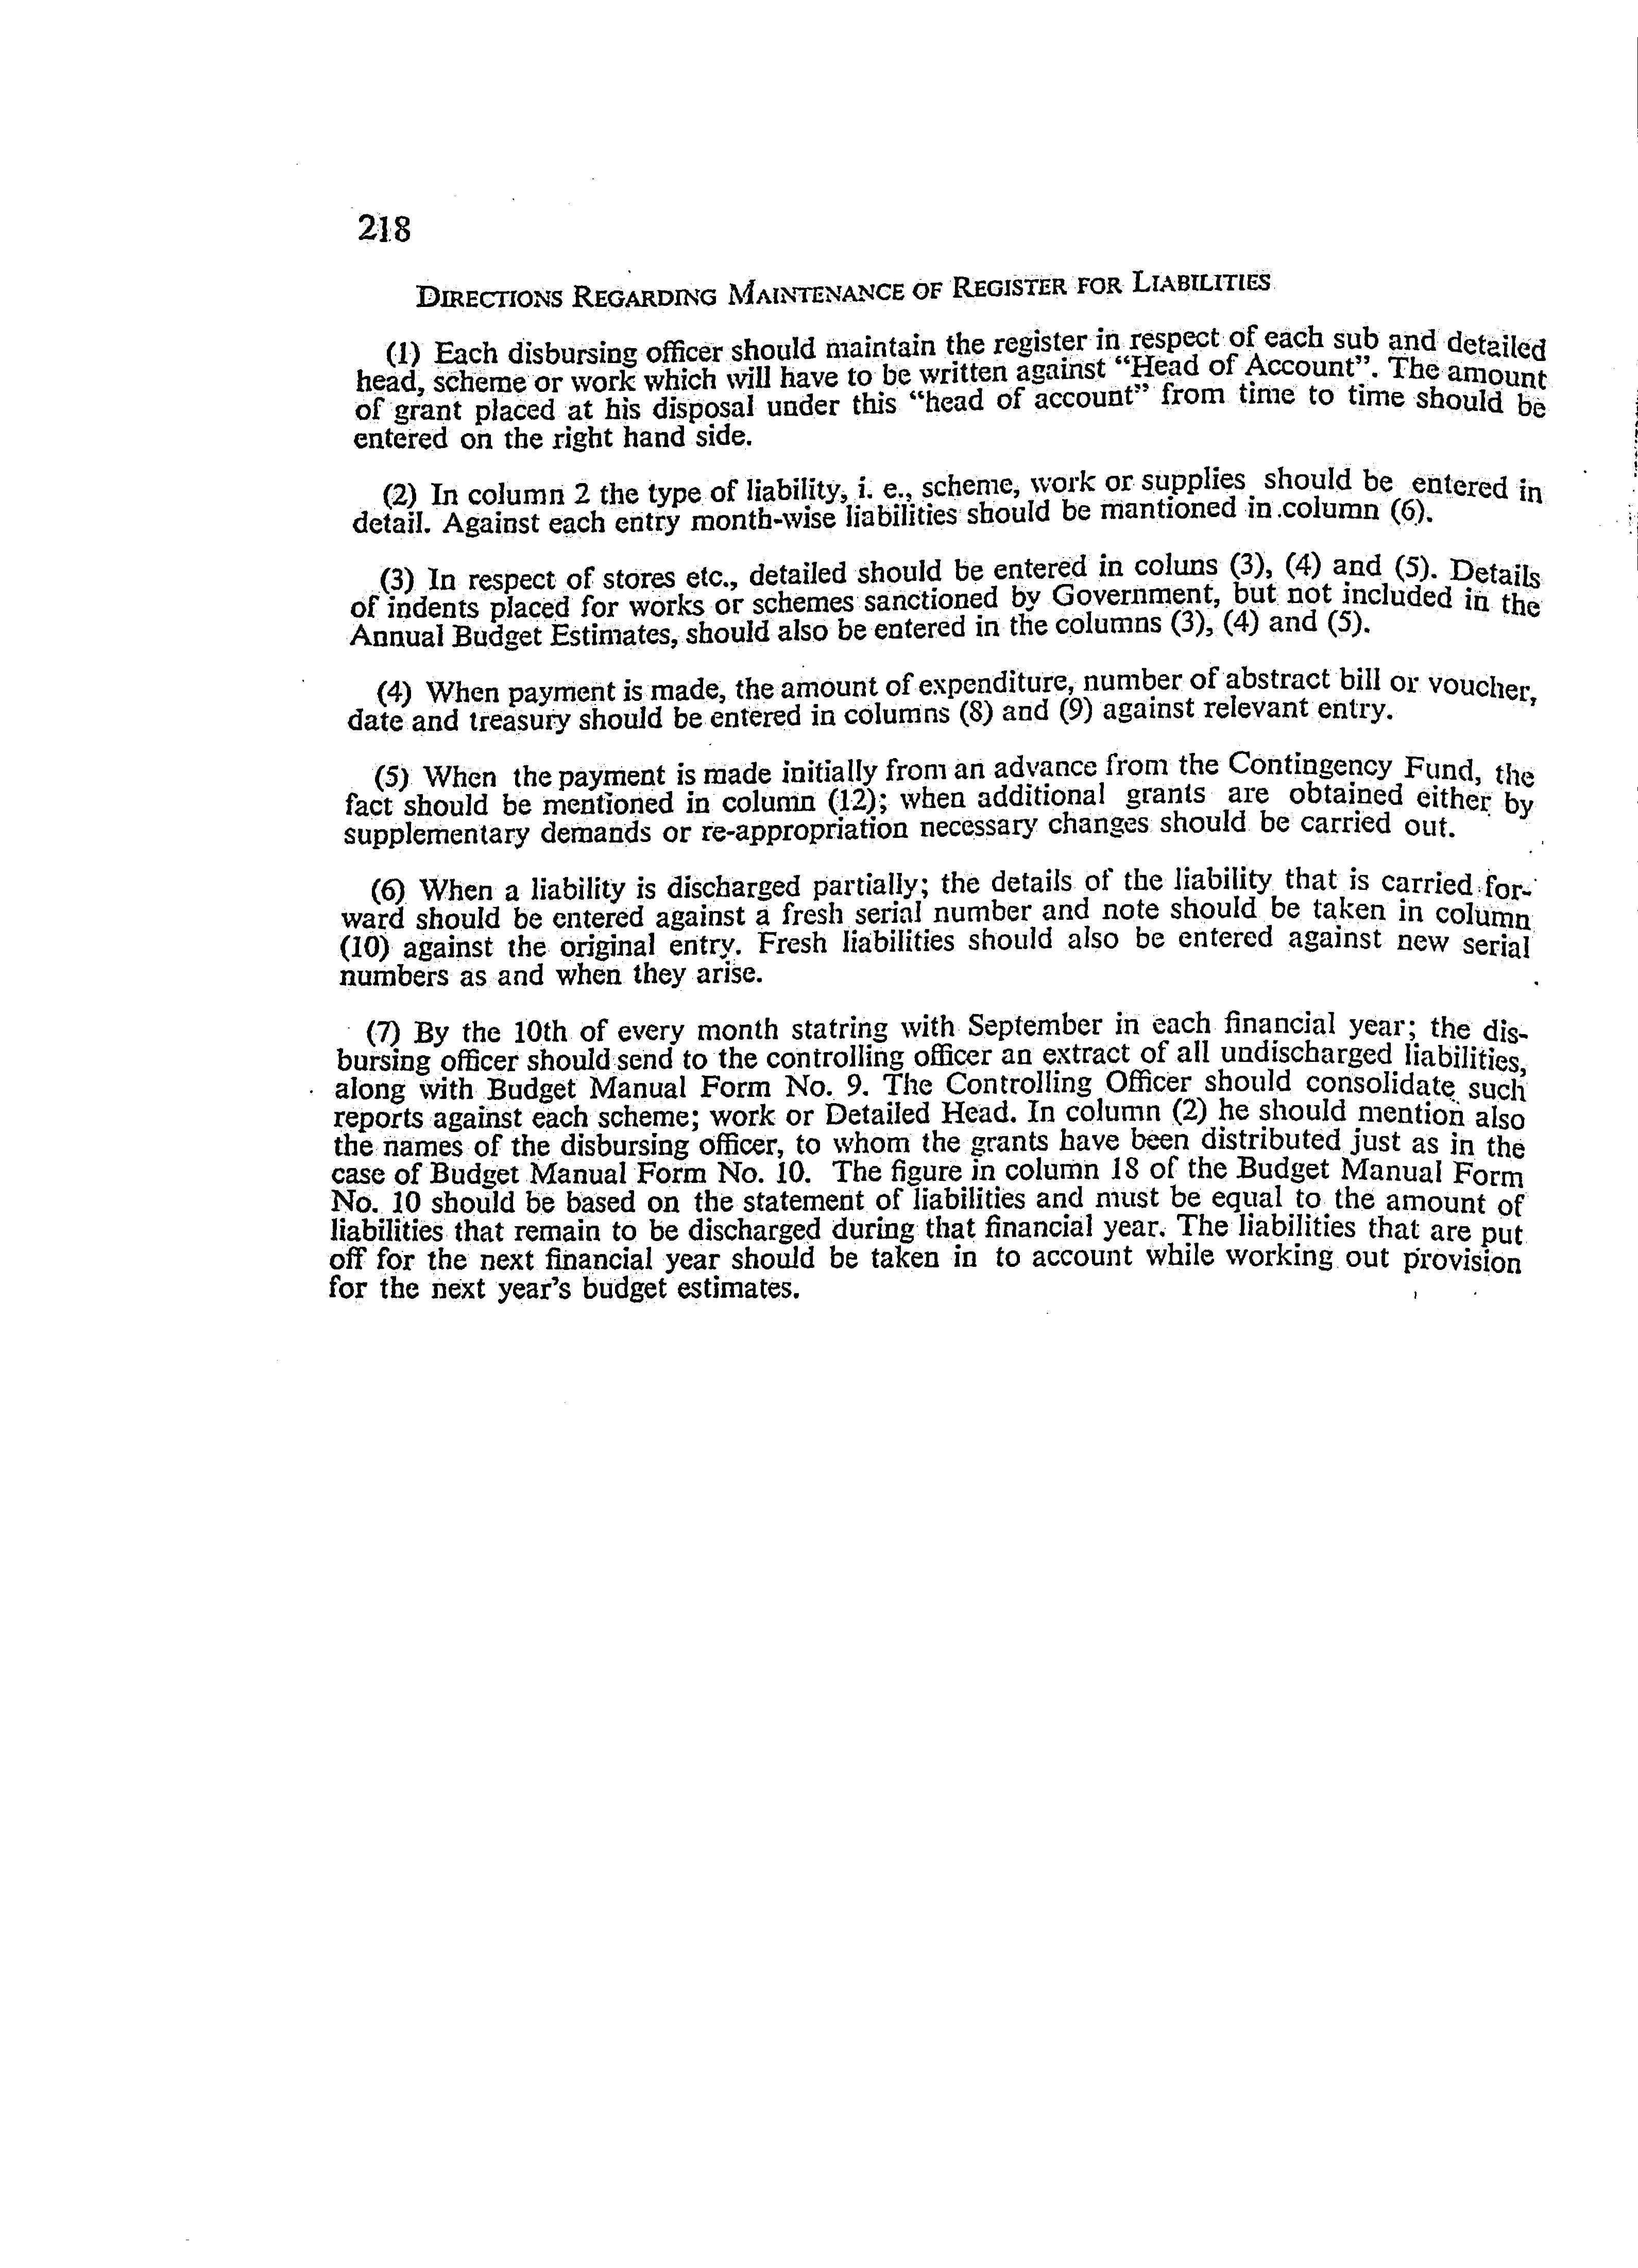 218
DIRECTIONS REGARDING MAINTENANCE OF REGISTER FOR LIABILITIES
(1) Each disbursing officer should maintain the register in respect of each sub and detailed
head, scheme or work which will have to be written against “Head of Account”. The amount
of grant placed at his disposal under this “head of account” from time to time should be
entered on the right hand side.
(2) In column 2 the type of liability, i. e., scheme, work or supplies should be entered in
detail. Against each entry month-wise liabilities should be mantioned in column (6).
(3) In respect of stores etc., detailed should be entered in coluns (3), (4) and (5). Details
of indents placed for works or schemes sanctioned by Government, but not included in the
Annual Budget Estimates, should also be entered in the columns (3), (4) and (5).
(4) When payment is made, the amount of expenditure, number of abstract bill or voucher,
date and treasury should be entered in columns (8) and (9) against relevant entry.
(5) When the payment is made initially from an advance from the Contingency Fund, the
fact should be mentioned in column (12); when additional grants are obtained either by
supplementary demands or re-appropriation necessary changes should be carried out.
(6) When a liability is discharged partially; the details of the liability that is carried for-
ward should be entered against a fresh serial number and note should be taken in column
(10) against the original entry. Fresh liabilities should also be entered against new serial
numbers as and when they arise.
(7) By the 10th of every month statring with September in each financial year; the dis-
bursing officer should send to the controlling officer an extract of all undischarged liabilities,
along with Budget Manual Form No. 9. The Controlling Officer should consolidate such
reports against each scheme; work or Detailed Head. In column (2) he should mention also
the names of the disbursing officer, to whom the grants have been distributed just as in the
case of Budget Manual Form No. 10. The figure in column 18 of the Budget Manual Form
No. 10 should be based on the statement of liabilities and must be equal to the amount of
liabilities that remain to be discharged during that financial year. The liabilities that are put
off for the next financial year should be taken in to account while working out provision
for the next year’s budget estimates.